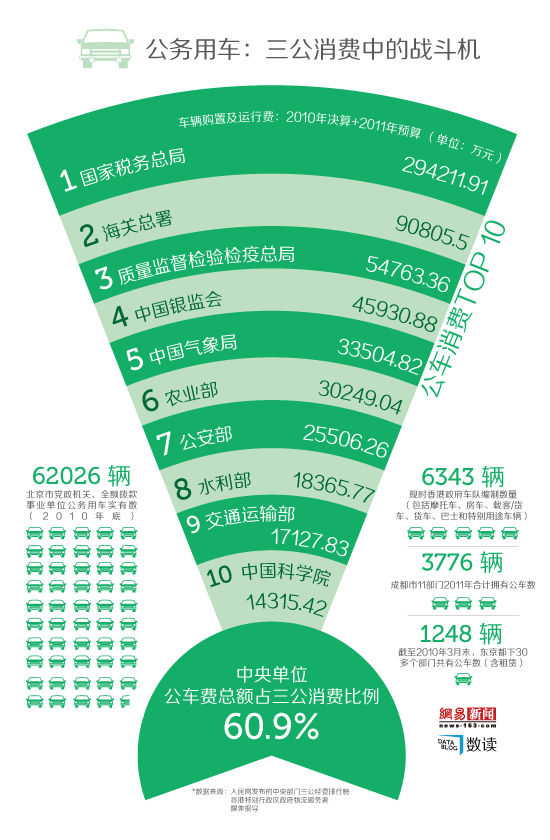 公务用车：三公消费中的战斗机
车辆购置及运行费：2010年决算+2011年预算（单位：万元）
1 国家税务总局 294211.91
2 海关总署 90805.5
3 质量监督检验检疫总局 54763.36
4 中国银监会 45930.88
5 中国气象局 33504.82
6 农业部 30249.04
7 公安部 25506.26
8 水利部 18365.77
9 交通运输部 17127.83
10 中国科学院 14315.42
公车消费TOP 10
62026 辆
北京市党政机关、全额拨款
事业单位公务用车实有数
（2010年底）
6343 辆
现时香港政府车队编制数量
（包括摩托车、房车、载客/货
车、货车、巴士和特别用途车辆）
3776 辆
成都市11部门2011年合计拥有公车数
1248 辆
截至2010年3月末，东京都下30
多个部门共有公车数（含租赁）
中央单位
公车费总额占三公消费比例
60.9%
網易新闻
news·163·com
DATA BLOG 数读
*数据来源：人民网发布的中央部门三公经费排行榜
香港特别行政区政府物流服务署
媒体报导